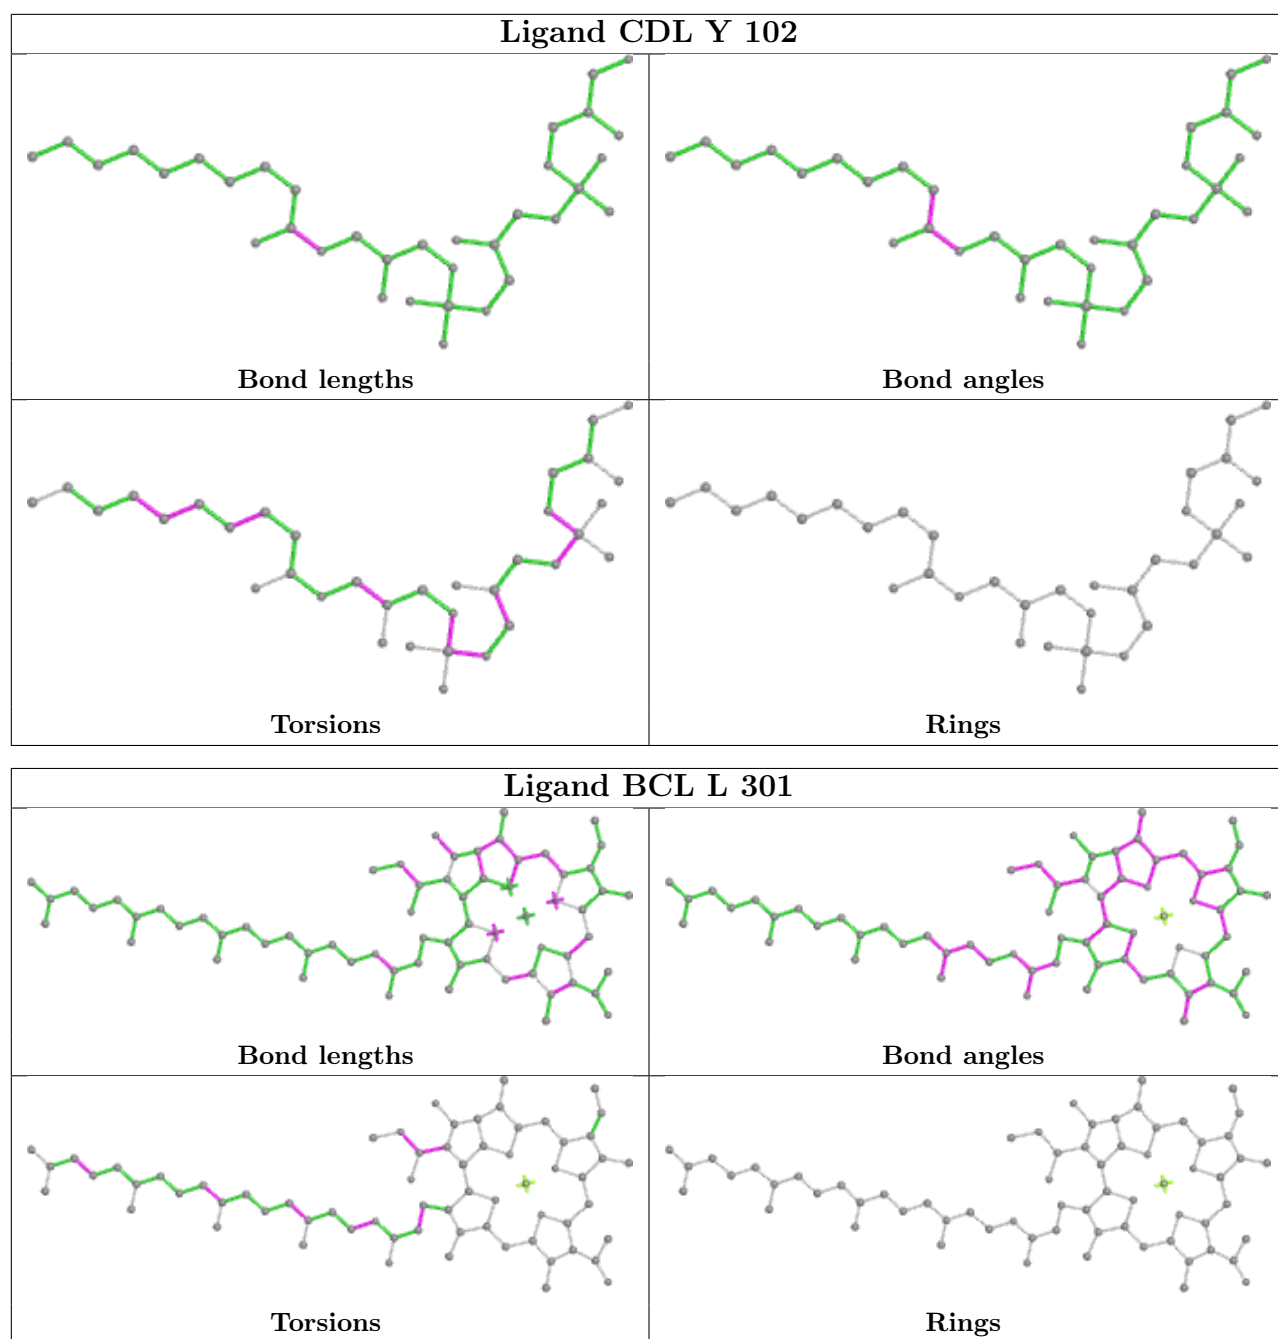 Ligand CDL Y 102
Bond lengths
Bond angles
Torsions
Rings
Ligand BCL L 301
Bond lengths
Bond angles
Torsions
Rings